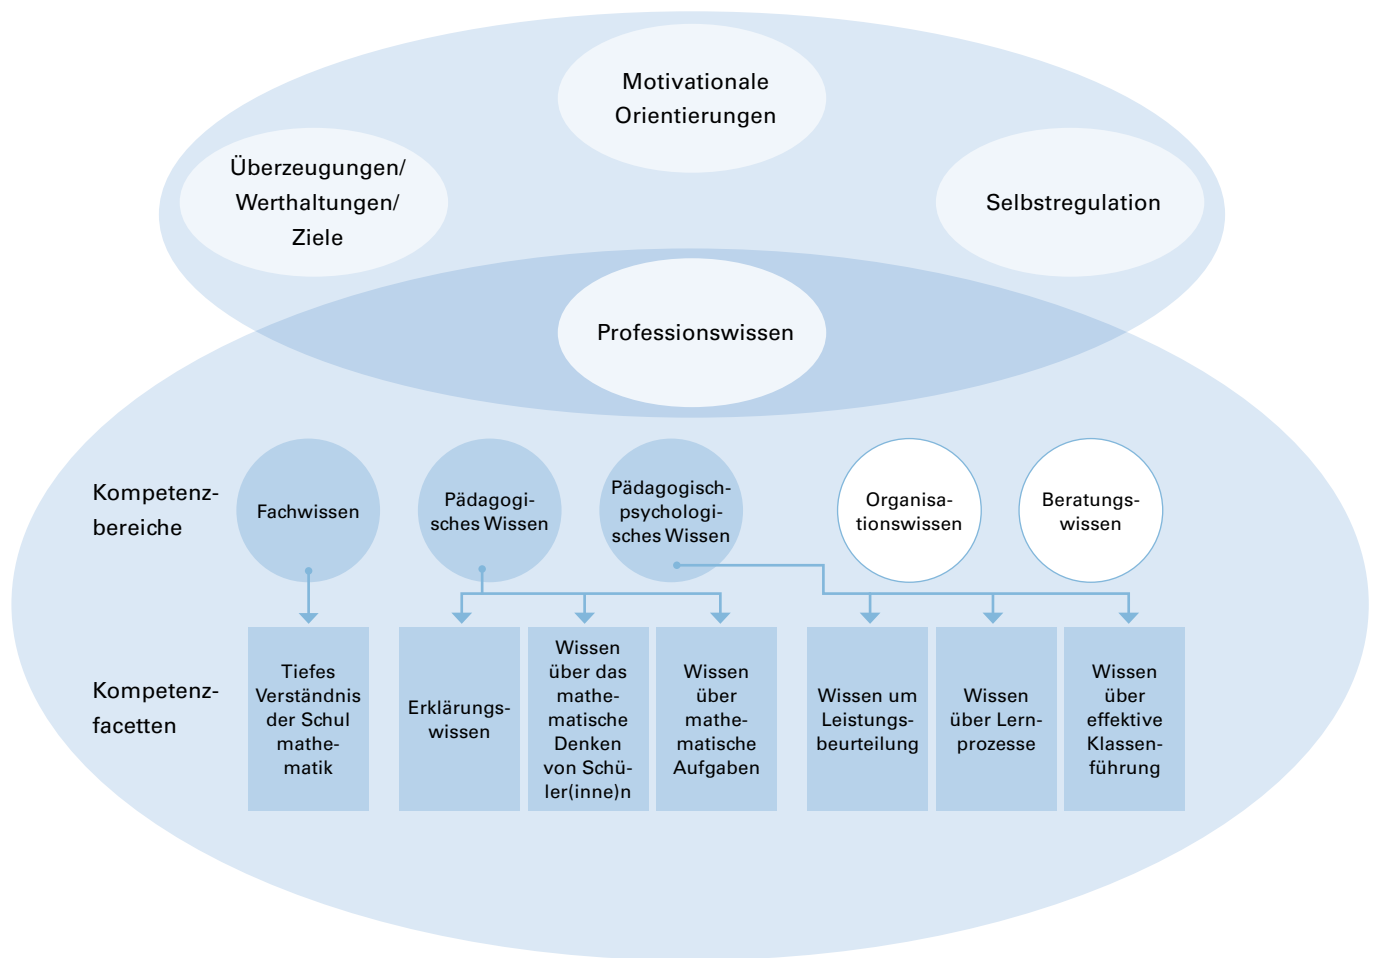 Motivationale
Orientierungen
Überzeugungen/
Werthaltungen/
Ziele
Selbstregulation
Professionswissen
Kompetenz-
bereiche
Fachwissen
Pädagogi-
sches Wissen
Pädagogisch-
psychologi-
sches Wissen
Organisa-
tionswissen
Beratungs-
wissen
Kompetenz-
facetten
Tiefes
Verständnis
der Schul
mathe-
matik
Erklärungs-
wissen
Wissen
über das
mathe-
matische
Denken
von Schü-
ler(inne)n
Wissen
über
mathe-
matische
Aufgaben
Wissen um
Leistungs-
beurteilung
Wissen
über Lern-
prozesse
Wissen
über
effektive
Klassen-
führung